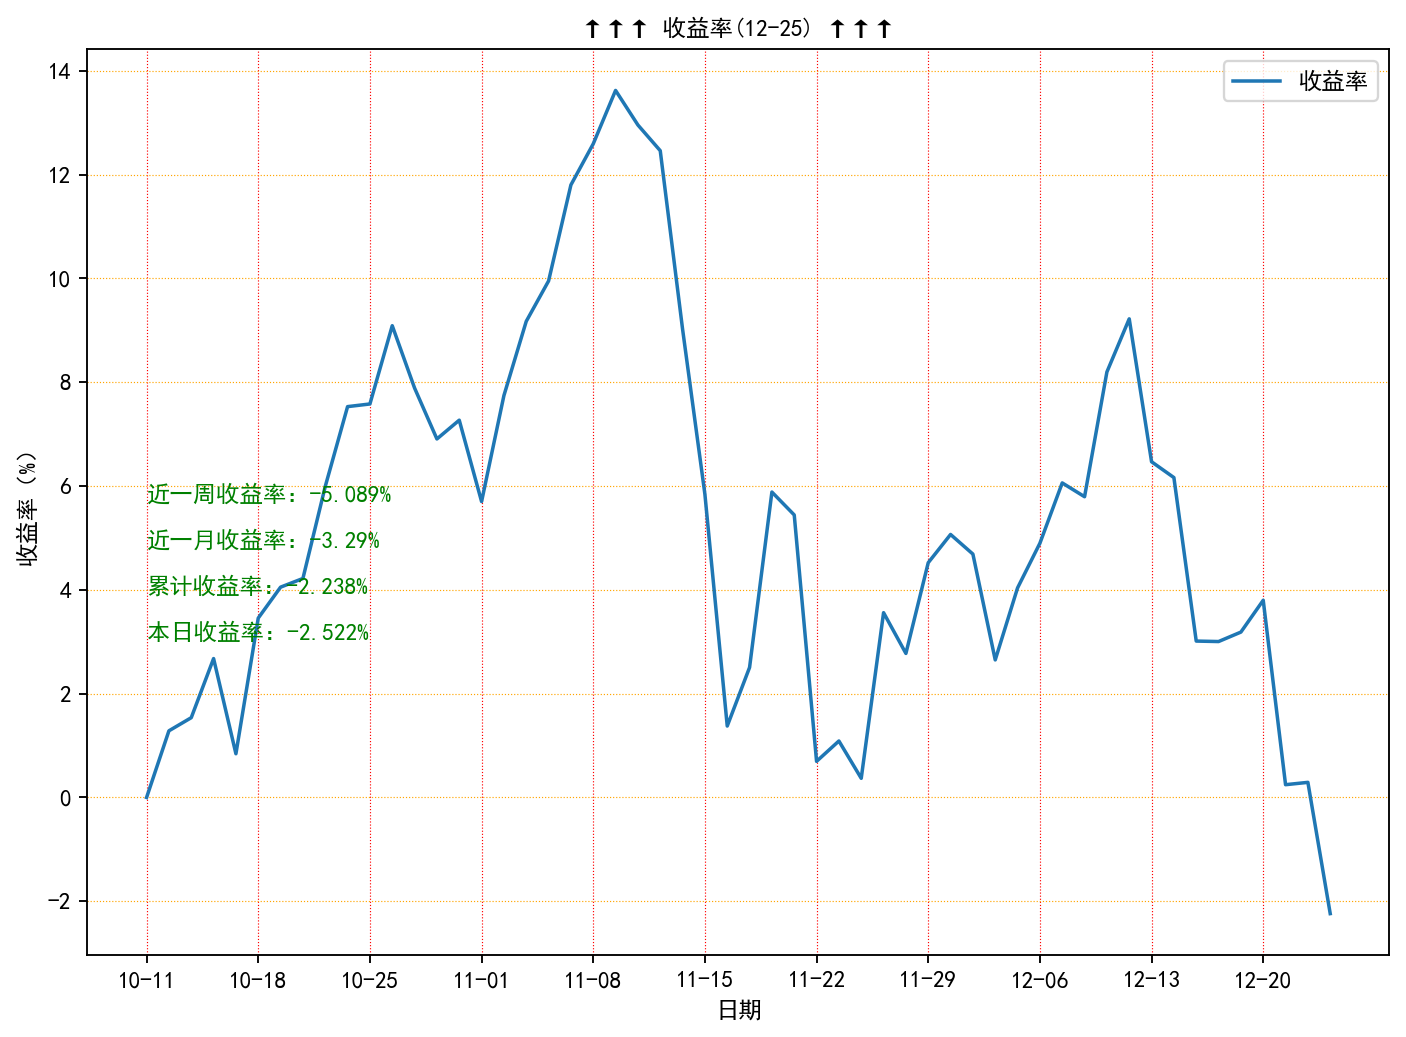 ↑ ↑ ↑ 收益率(12-25) ↑ ↑ ↑
收益率
14
12
10
8
6
4
2
0
-2
收益率 (%)
近一周收益率: -5.089%
近一月收益率: -3.29%
累计收益率: -2.238%
本日收益率: -2.522%
10-11 10-18 10-25 11-01 11-08 11-15 11-22 11-29 12-06 12-13 12-20
日期